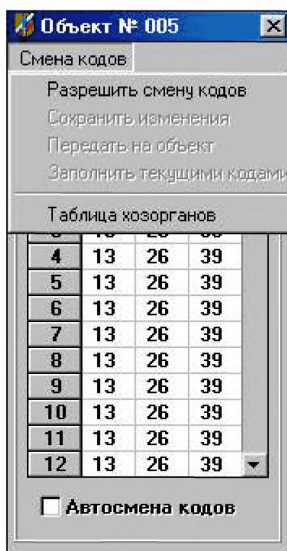 Объект № 005
Смена кодов
Разрешить смену кодов
Сохранить изменения
Передать на объект
Заполнить текущими кодами
Таблица хозорганов
4 13 26 39
5 13 26 39
6 13 26 39
7 13 26 39
8 13 26 39
9 13 26 39
10 13 26 39
11 13 26 39
12 13 26 39
Автосмена кодов